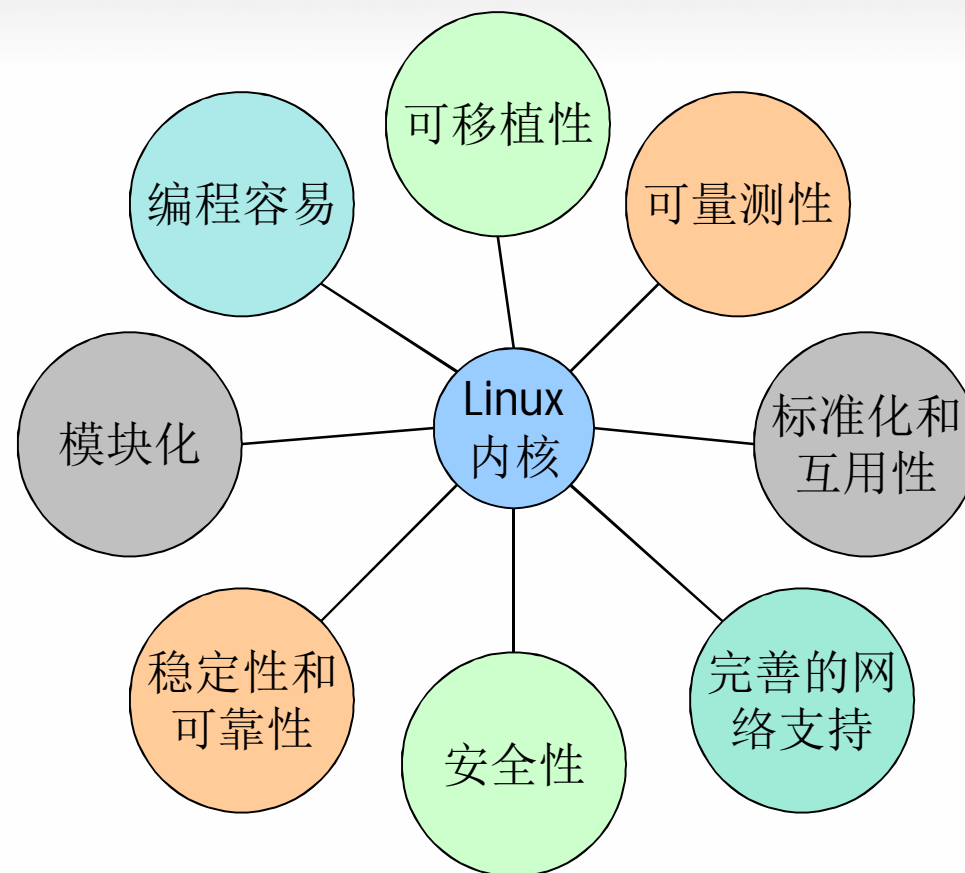 可移植性
编程容易
可量测性
Linux
内核
模块化
标准化和
互用性
稳定性和
可靠性
完善的网
络支持
安全性